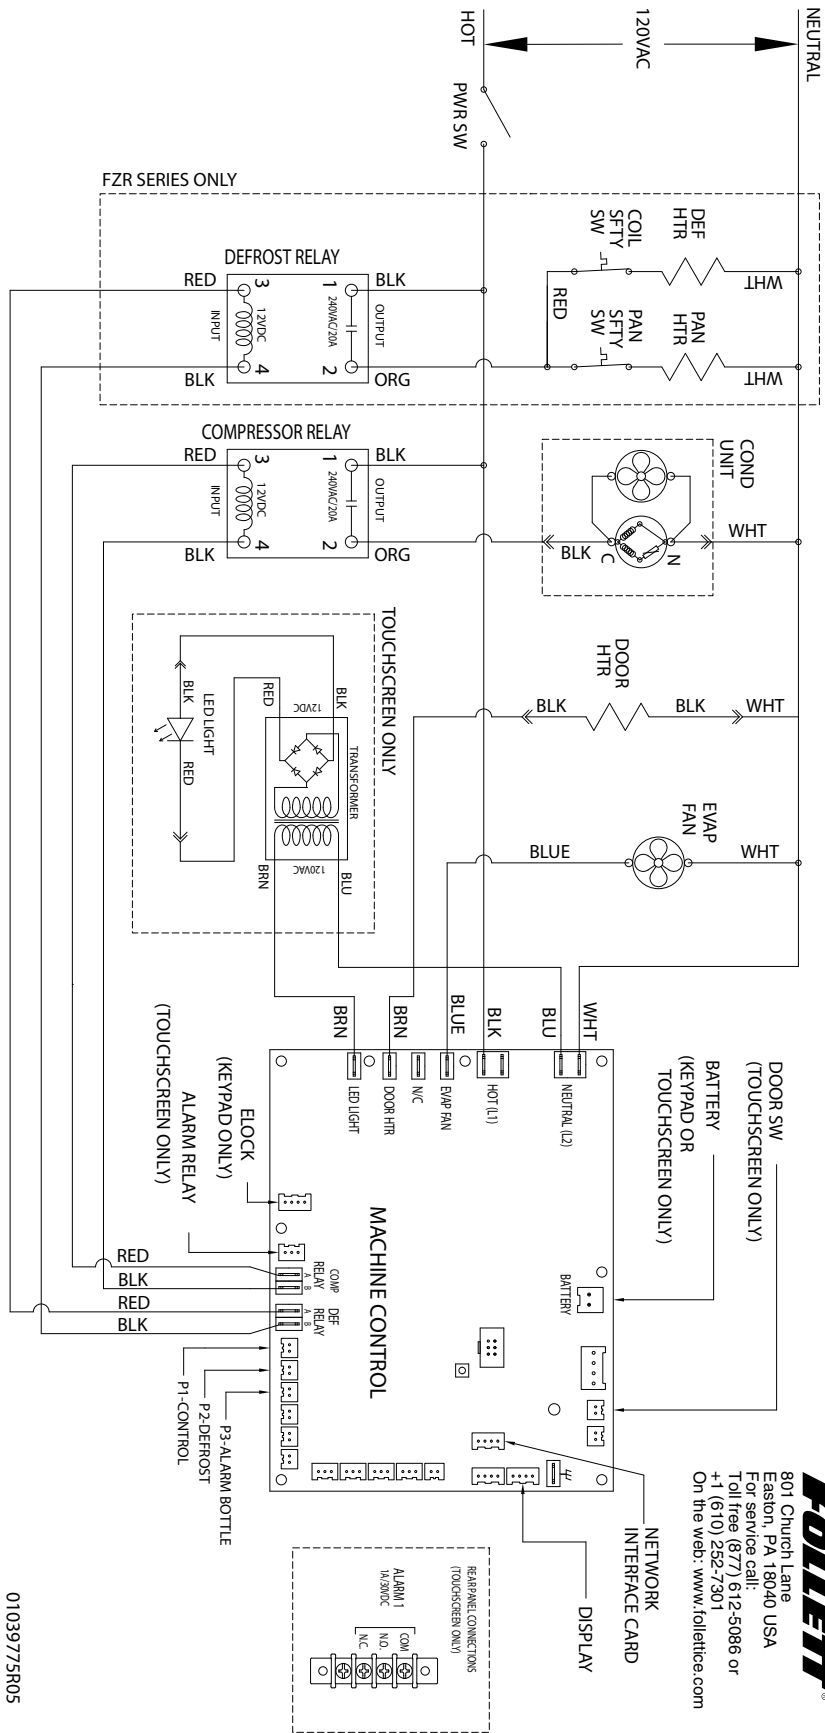 NEUTRAL
120VAC
HOT
PWR SW
FZR SERIES ONLY
DEF
HTR
COIL
SFTY
SW
WHT
RED
PAN
HTR
PAN
SFTY
SW
WHT
DEFROST RELAY
RED
BLK
3
4
12VDC
INPUT
1
2
240VAC/20A
OUTPUT
BLK
ORG
COMPRESSOR RELAY
RED
BLK
3
4
12VDC
INPUT
1
2
240VAC/20A
OUTPUT
BLK
ORG
COND
UNIT
BLK
C
N
WHT
TOUCHSCREEN ONLY
LED LIGHT
BLK
RED
RED
BLK
12VDC
TRANSFORMER
120VAC
BRN
BLU
DOOR
HTR
BLK
BLK
WHT
EVAP
FAN
BLUE
WHT
BRN
BRN
BLUE
BLK
BLU
WHT
LED LIGHT
DOOR HTR
N/C
EVAP FAN
HOT (L1)
NEUTRAL (L2)
DOOR SW
(TOUCHSCREEN ONLY)
BATTERY
(KEYPAD OR
TOUCHSCREEN ONLY)
BATTERY
MACHINE CONTROL
ELOCK
(KEYPAD ONLY)
ALARM RELAY
(TOUCHSCREEN ONLY)
RED
BLK
RED
BLK
COMP
RELAY
A
B
DEF
RELAY
A
B
P1-CONTROL
P2-DEFROST
P3-ALARM BOTTLE
NETWORK
INTERFACE CARD
DISPLAY
REAR PANEL CONNECTIONS
(TOUCHSCREEN ONLY)
ALARM 1
1A/30VDC
COM
N.O.
N.C.
FOLLETT®
801 Church Lane
Easton, PA 18040 USA
For service call:
Toll free (877) 612-5086 or
+1 (610) 252-7301
On the web: www.follettice.com
01039775R05